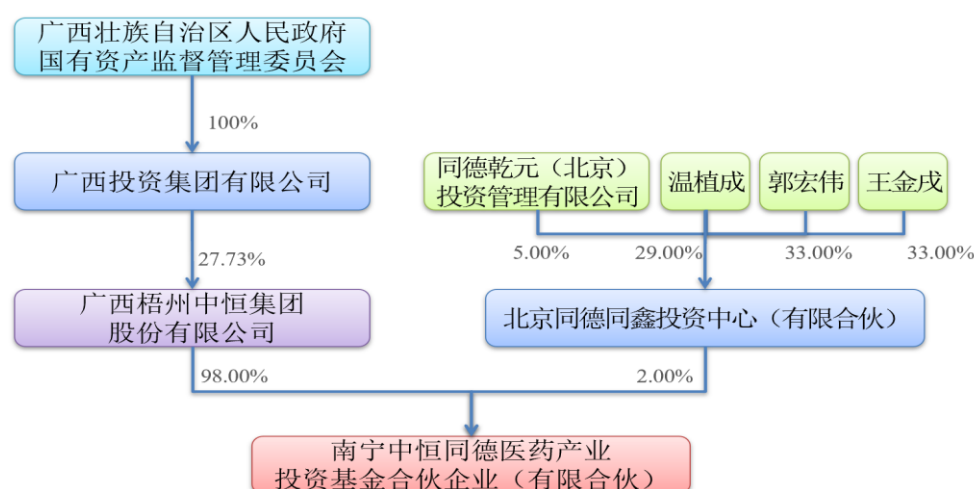 广西壮族自治区人民政府
国有资产监督管理委员会
100%
广西投资集团有限公司
同德乾元（北京）
投资管理有限公司
温植成
郭宏伟
王金戌
27.73%
5.00%
29.00%
33.00%
33.00%
广西梧州中恒集团
股份有限公司
北京同德同鑫投资中心（有限合伙）
98.00%
2.00%
南宁中恒同德医药产业
投资基金合伙企业（有限合伙）